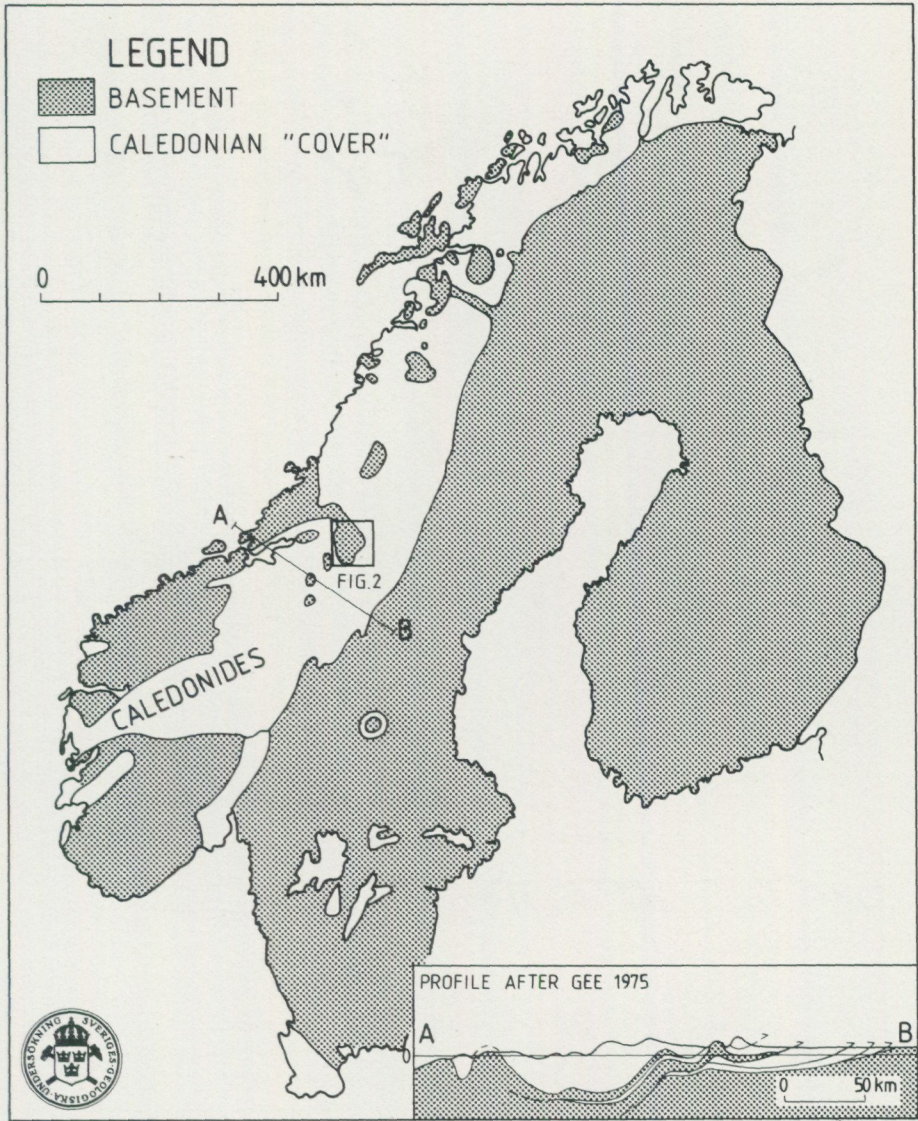 LEGEND
BASEMENT
CALEDONIAN "COVER"
0 400 km
A
FIG.2
B
CALEDONIDES
PROFILE AFTER GEE 1975
A B
0
0 50 km
SVERIGES GEOLOGISKA UNDERSÖKNING